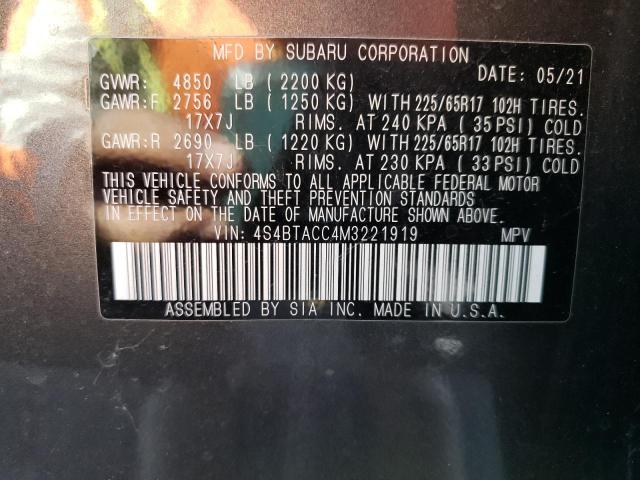 MFD BY SUBARU CORPORATION
GVWR: 4850 LB ( 2200 KG) DATE: 05/21
GAWR:F 2756 LB ( 1250 KG) WITH 225/65R17 102H TIRES.
17X7J RIMS. AT 240 KPA ( 35 PSI) COLD
GAWR:R 2690 LB ( 1220 KG) WITH 225/65R17 102H TIRES.
17X7J RIMS. AT 230 KPA ( 33 PSI) COLD
THIS VEHICLE CONFORMS TO ALL APPLICABLE FEDERAL MOTOR
VEHICLE SAFETY AND THEFT PREVENTION STANDARDS
IN EFFECT ON THE DATE OF MANUFACTURE SHOWN ABOVE.
VIN: 4S4BTACC4M3221919 MPV
ASSEMBLED BY SIA INC. MADE IN U.S.A.